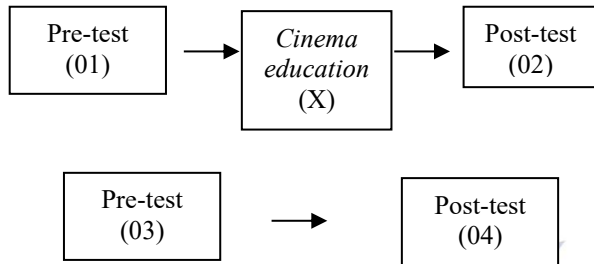 Pre-test
(01)
Cinema
education
(X)
Post-test
(02)
Pre-test
(03)
Post-test
(04)